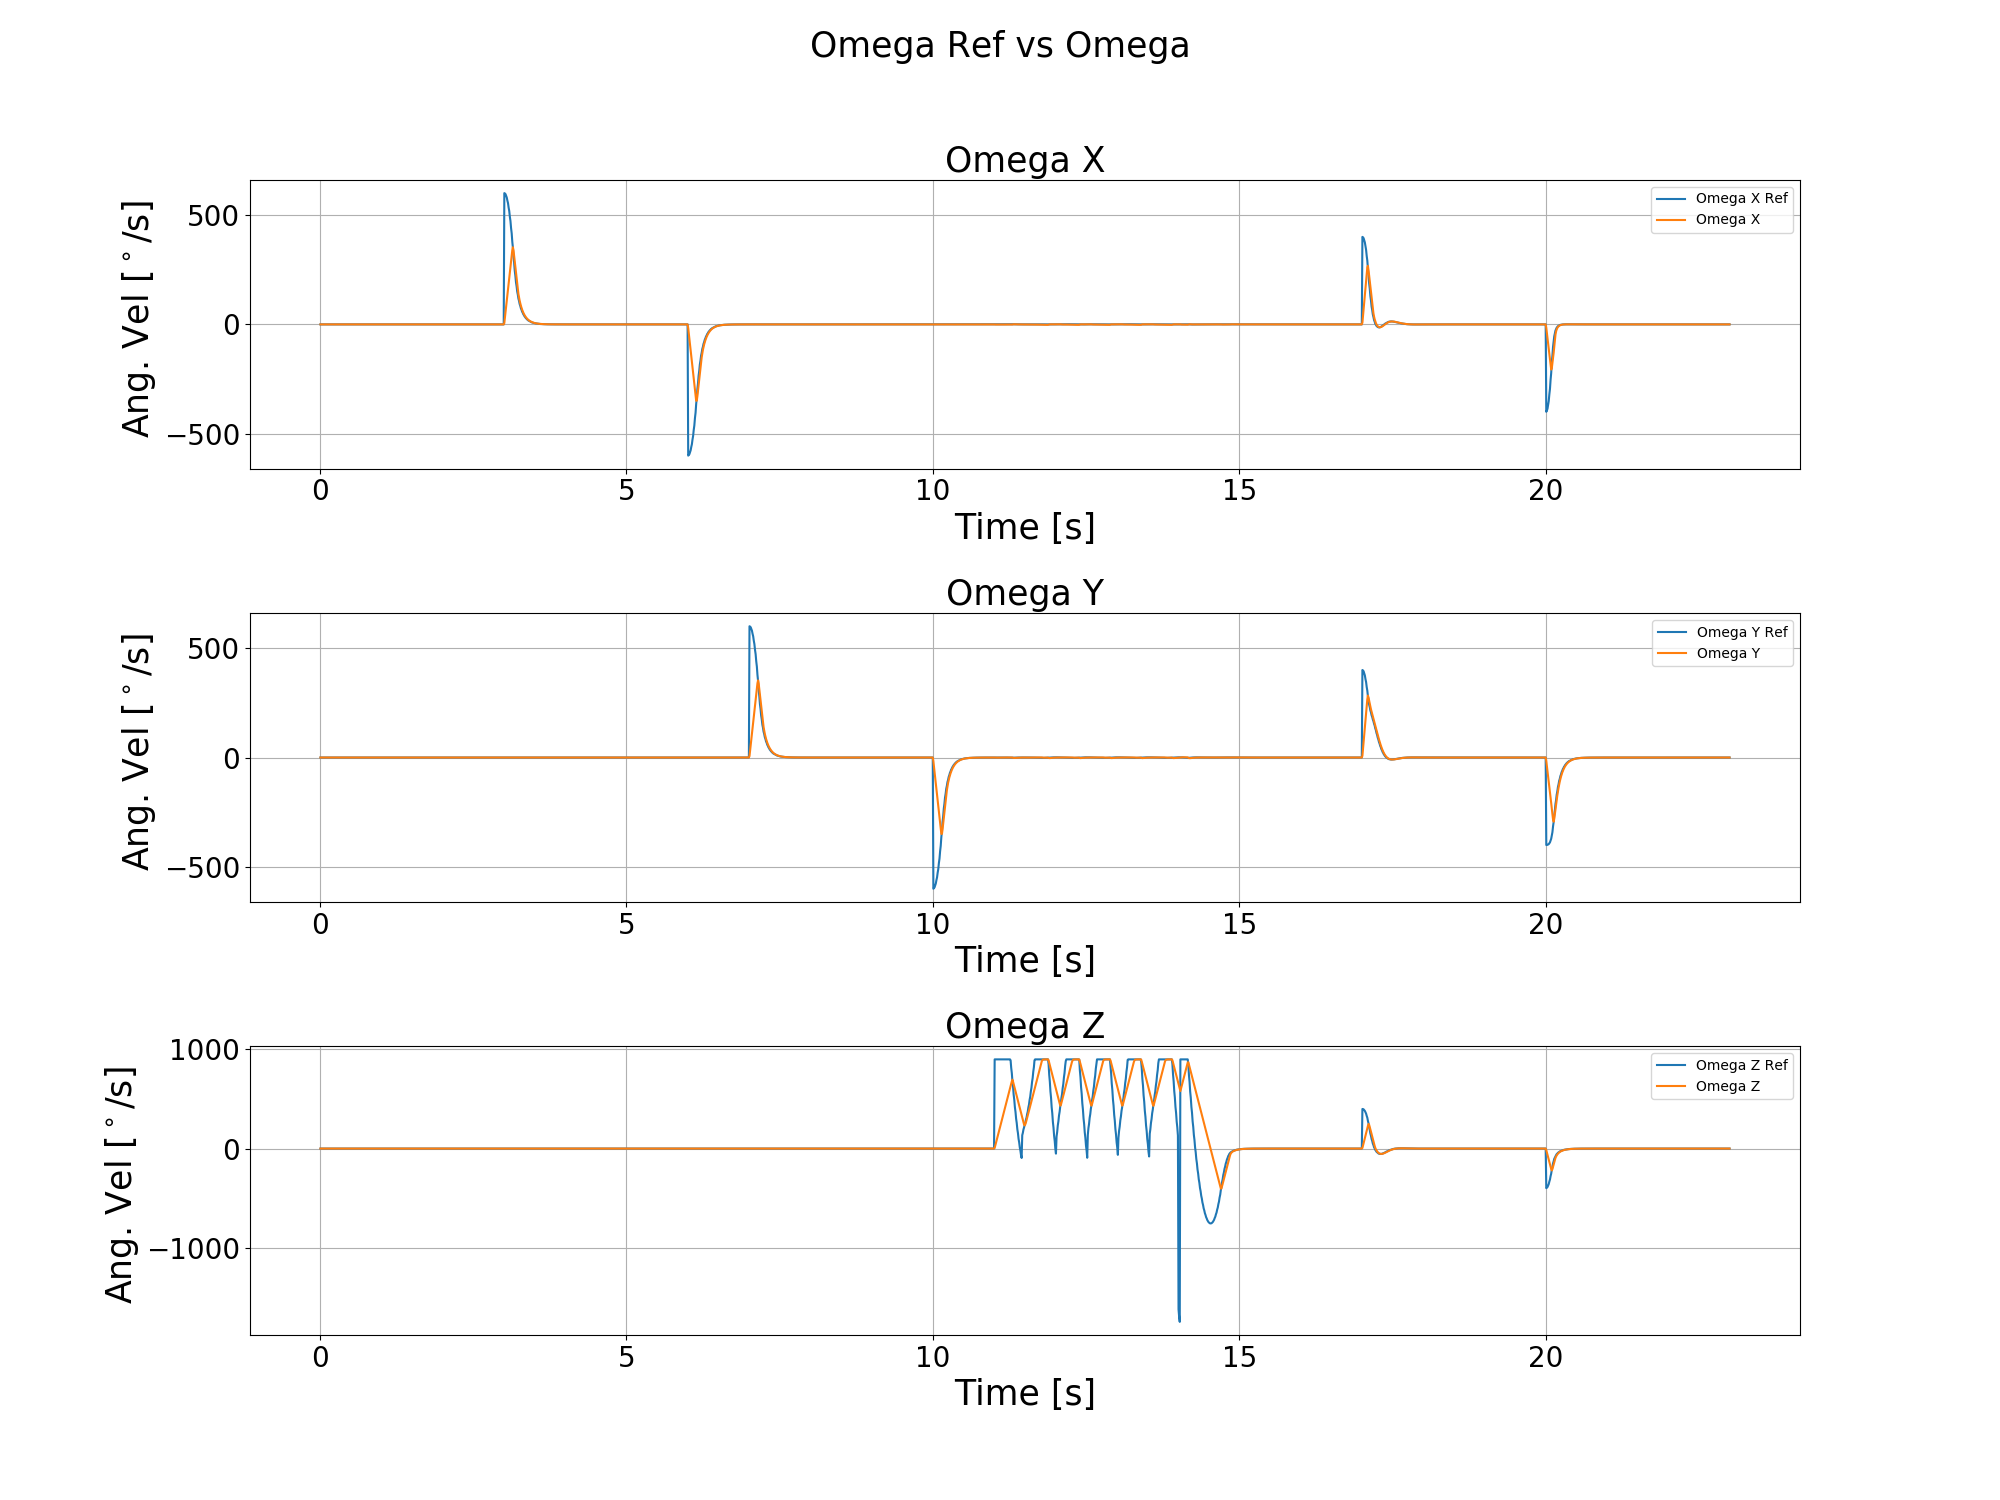 Omega Ref vs Omega
Omega X
Ang. Vel [°/s]
500
0
−500
Omega X Ref
Omega X
0 5 10 15 20
Time [s]
Omega Y
Ang. Vel [°/s]
500
0
−500
Omega Y Ref
Omega Y
0 5 10 15 20
Time [s]
Omega Z
Ang. Vel [°/s]
1000
0
−1000
Omega Z Ref
Omega Z
0 5 10 15 20
Time [s]